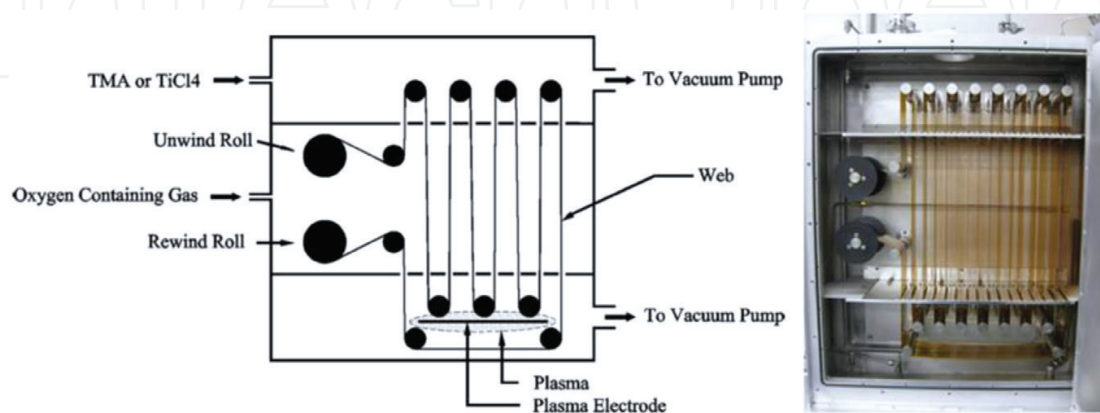 TMA or TiCl4
To Vacuum Pump
Unwind Roll
Web
Oxygen Containing Gas
Rewind Roll
To Vacuum Pump
Plasma
Plasma Electrode